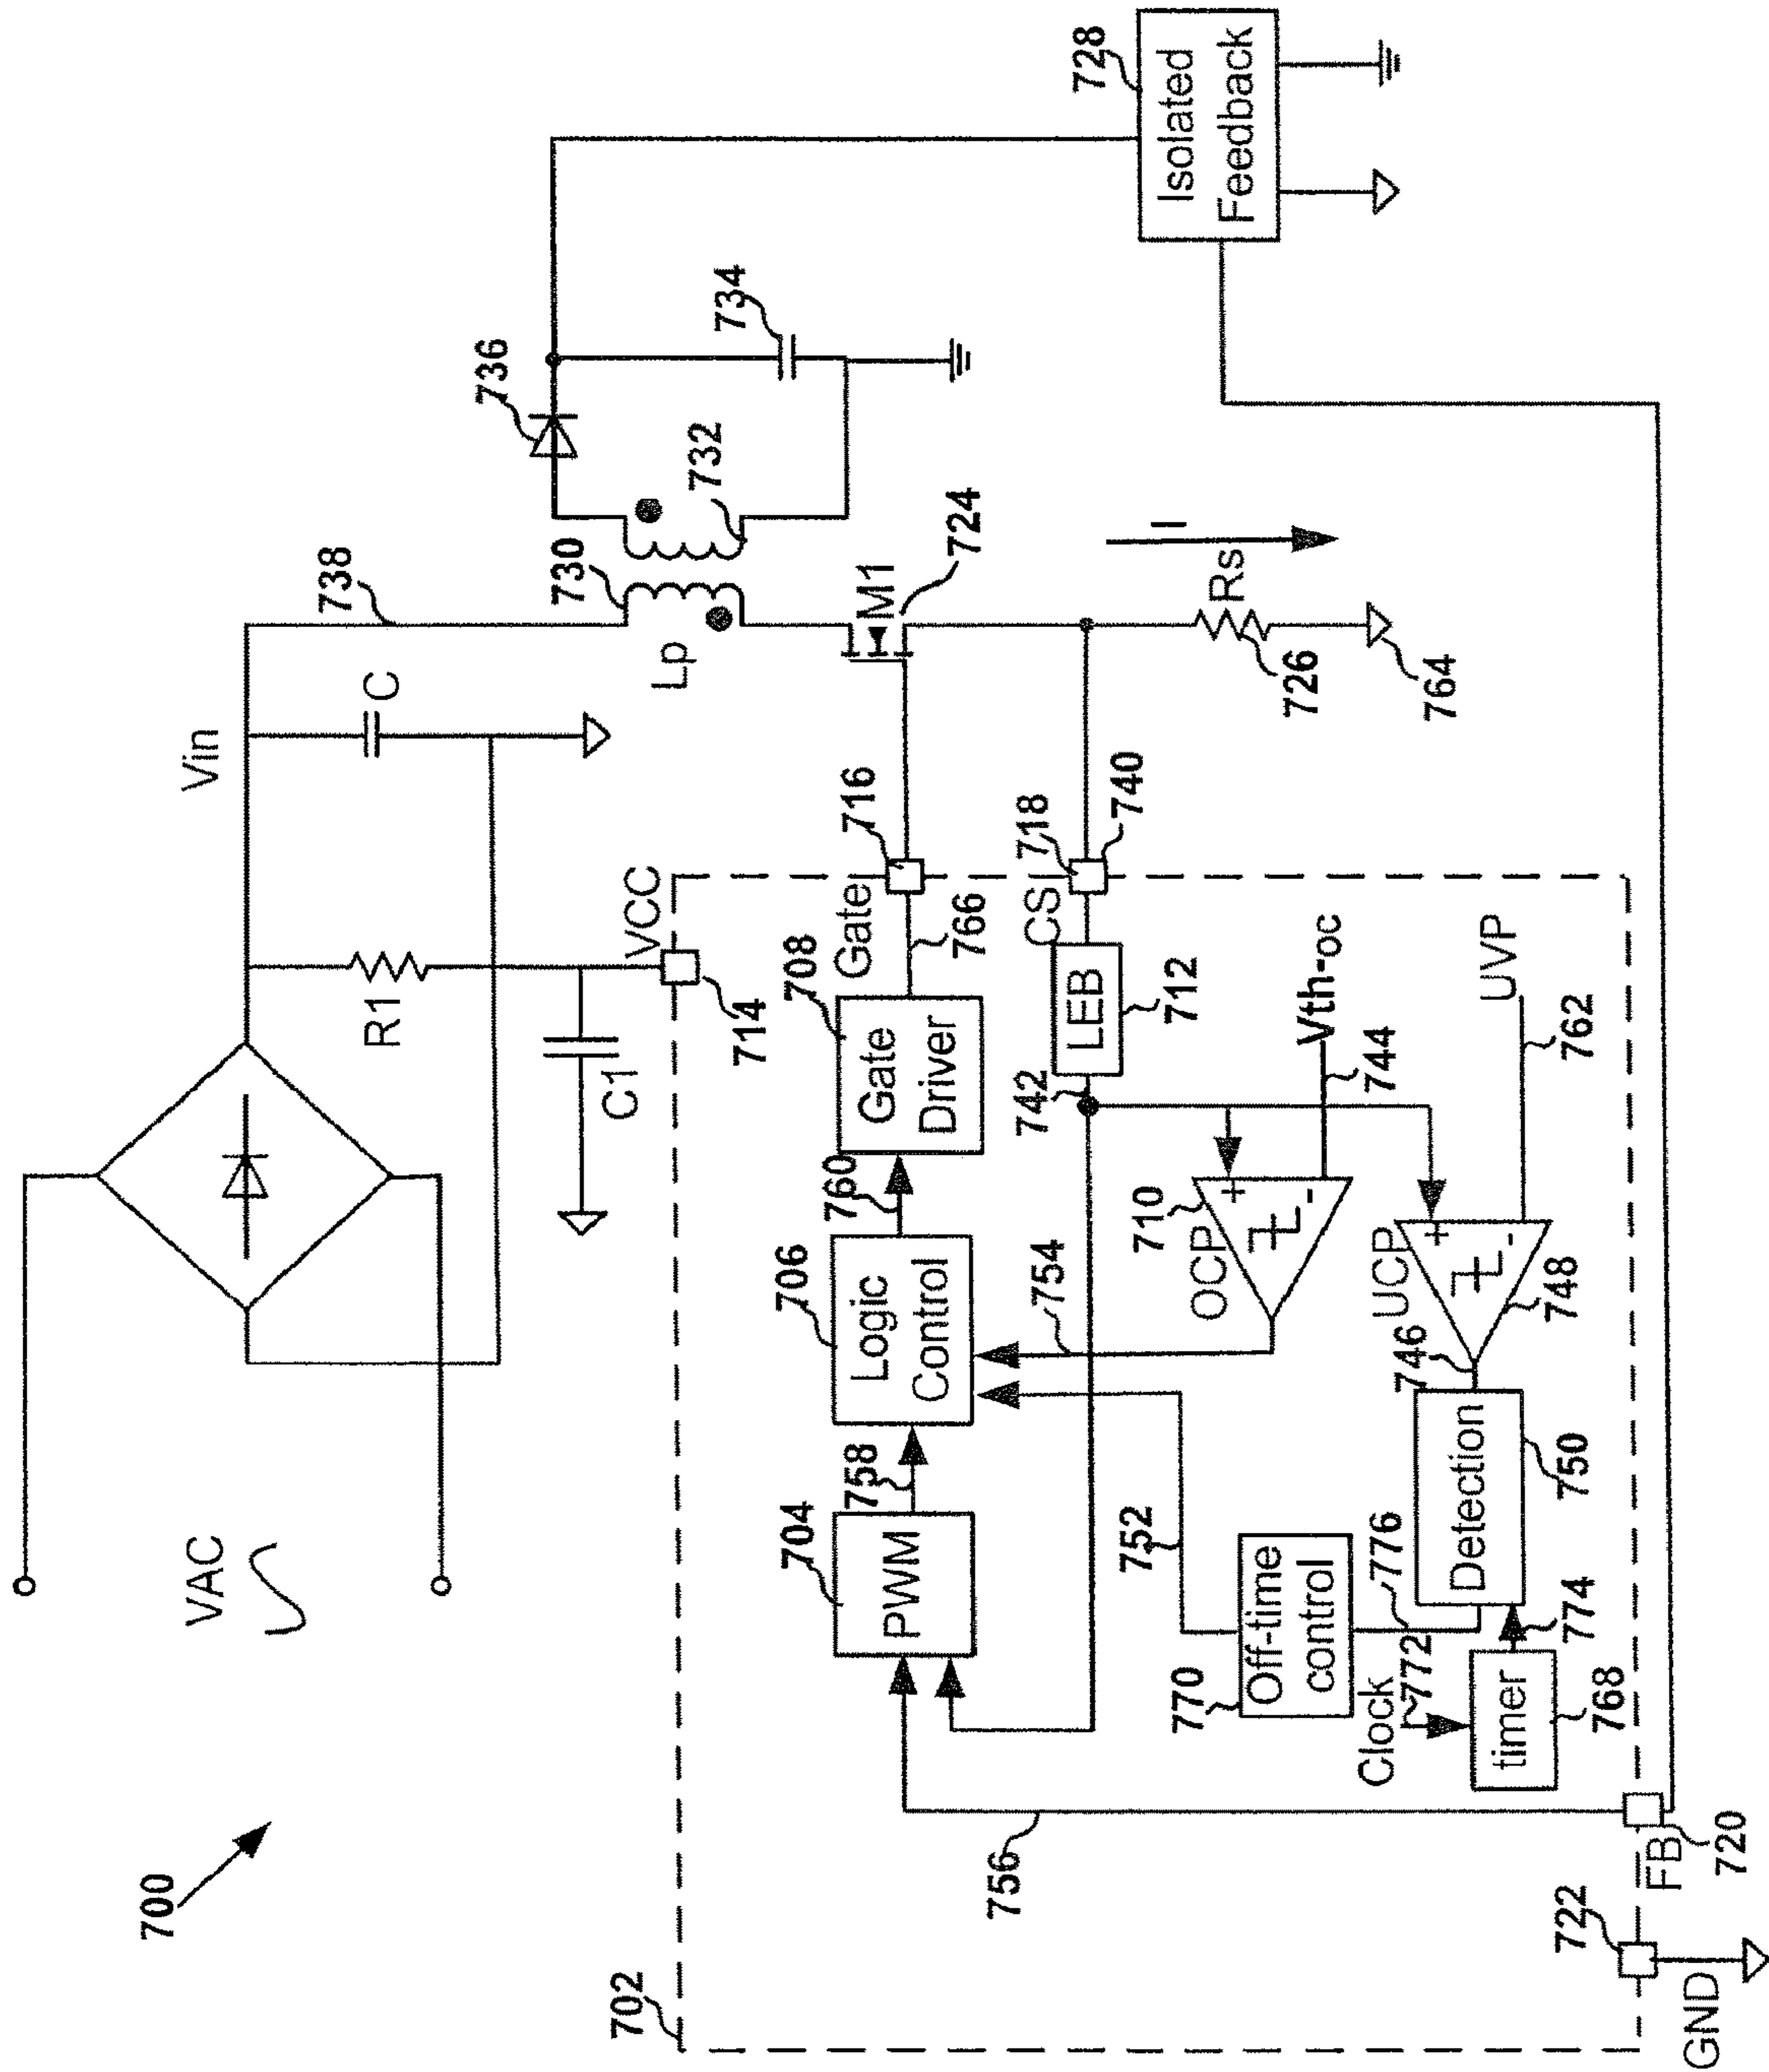 700
VAC
Vin
738
C
R1
C1
VCC
714
730
Lp
732
736
734
M1
724
I
Rs
726
764
728
Isolated
Feedback
702
704
PWM
758
706
Logic
Control
760
708
Gate
Driver
766
Gate
716
CS
718
740
LEB
712
742
Vth-oc
744
710
OCP
+
-
754
UVP
762
UCP
+
-
748
746
Detection
750
752
770
Off-time
control
776
Clock
772
774
timer
768
756
FB
720
722
GND